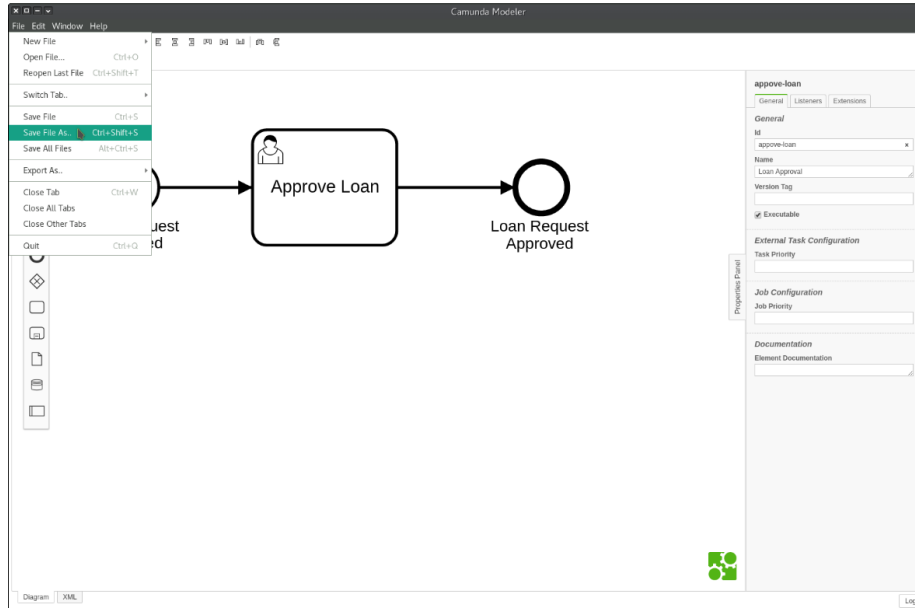 Camunda Modeler
File Edit Window Help
New File
Open File... Ctrl+O
Reopen Last File Ctrl+Shift+T
Switch Tab..
Save File Ctrl+S
Save File As.. Ctrl+Shift+S
Save All Files Alt+Ctrl+S
Export As..
Close Tab Ctrl+W
Close All Tabs
Close Other Tabs
Quit Ctrl+Q
uest
ed
Approve Loan
Loan Request
Approved
Properties Panel
appove-loan
General Listeners Extensions
General
Id
appove-loan x
Name
Loan Approval
Version Tag
Executable
External Task Configuration
Task Priority
Job Configuration
Job Priority
Documentation
Element Documentation
Diagram XML
Log